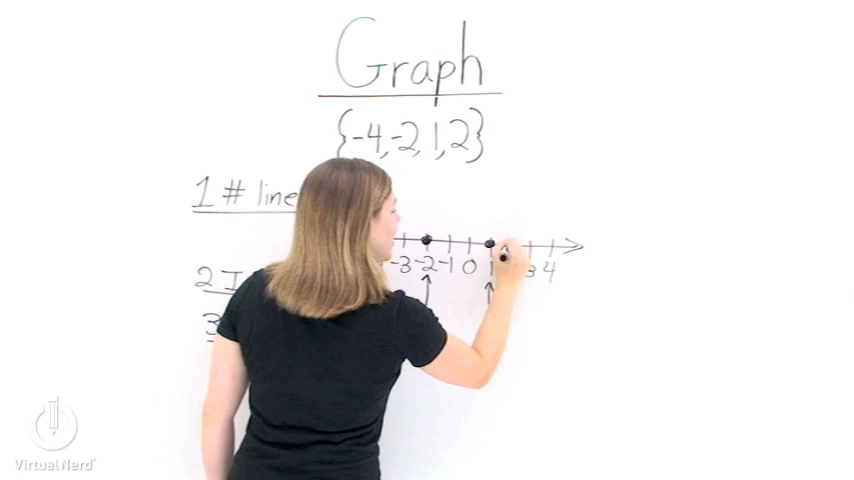 Graph
{-4,-2,1,2}
1 # line
-3 -2 -1 0 1 3 4
2 I
3
VirtualNerd